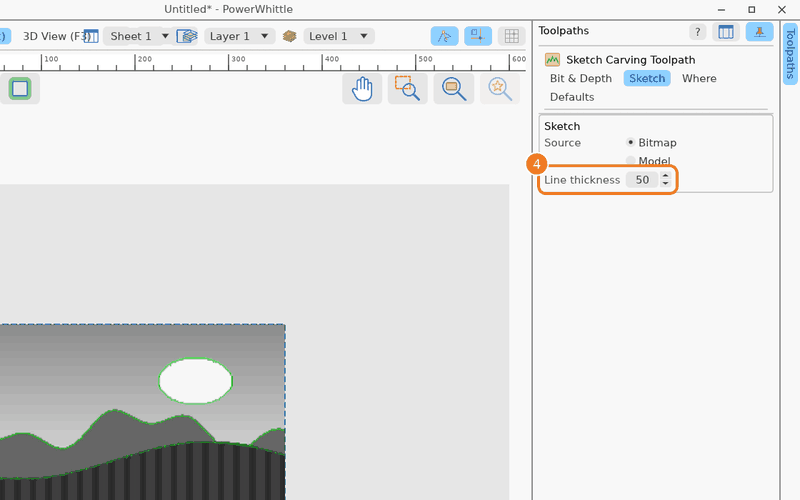 Untitled* - PowerWhittle
3D View (F3) Sheet 1 Layer 1 Level 1
100 200 300 400 500 600
Toolpaths ?
Toolpaths
Sketch Carving Toolpath
Bit & Depth Sketch Where
Defaults
Sketch
Source Bitmap
Model
4
Line thickness 50